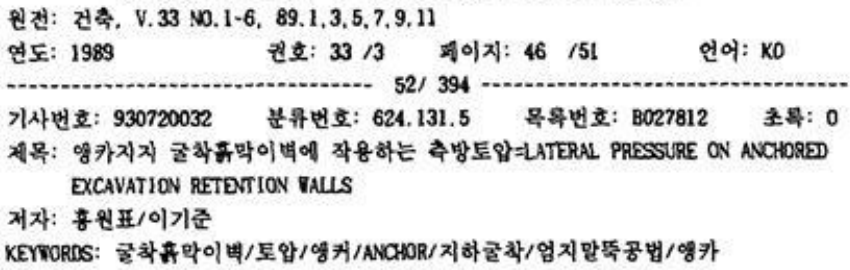 원전: 건축, V.33 NO.1-6, 89.1,3,5,7,9,11
연도: 1989 권호: 33 /3 페이지: 46 /51 언어: KO
-------------------------------- 52/ 394 --------------------------------
기사번호: 930720032 분류번호: 624.131.5 목록번호: B027812 초록: 0
제목: 앵카지지 굴착흙막이벽에 작용하는 측방토압=LATERAL PRESSURE ON ANCHORED
EXCAVATION RETENTION WALLS
저자: 홍원표/이기준
KEYWORDS: 굴착흙막이벽/토압/앵커/ANCHOR/지하굴착/엄지말뚝공법/앵카